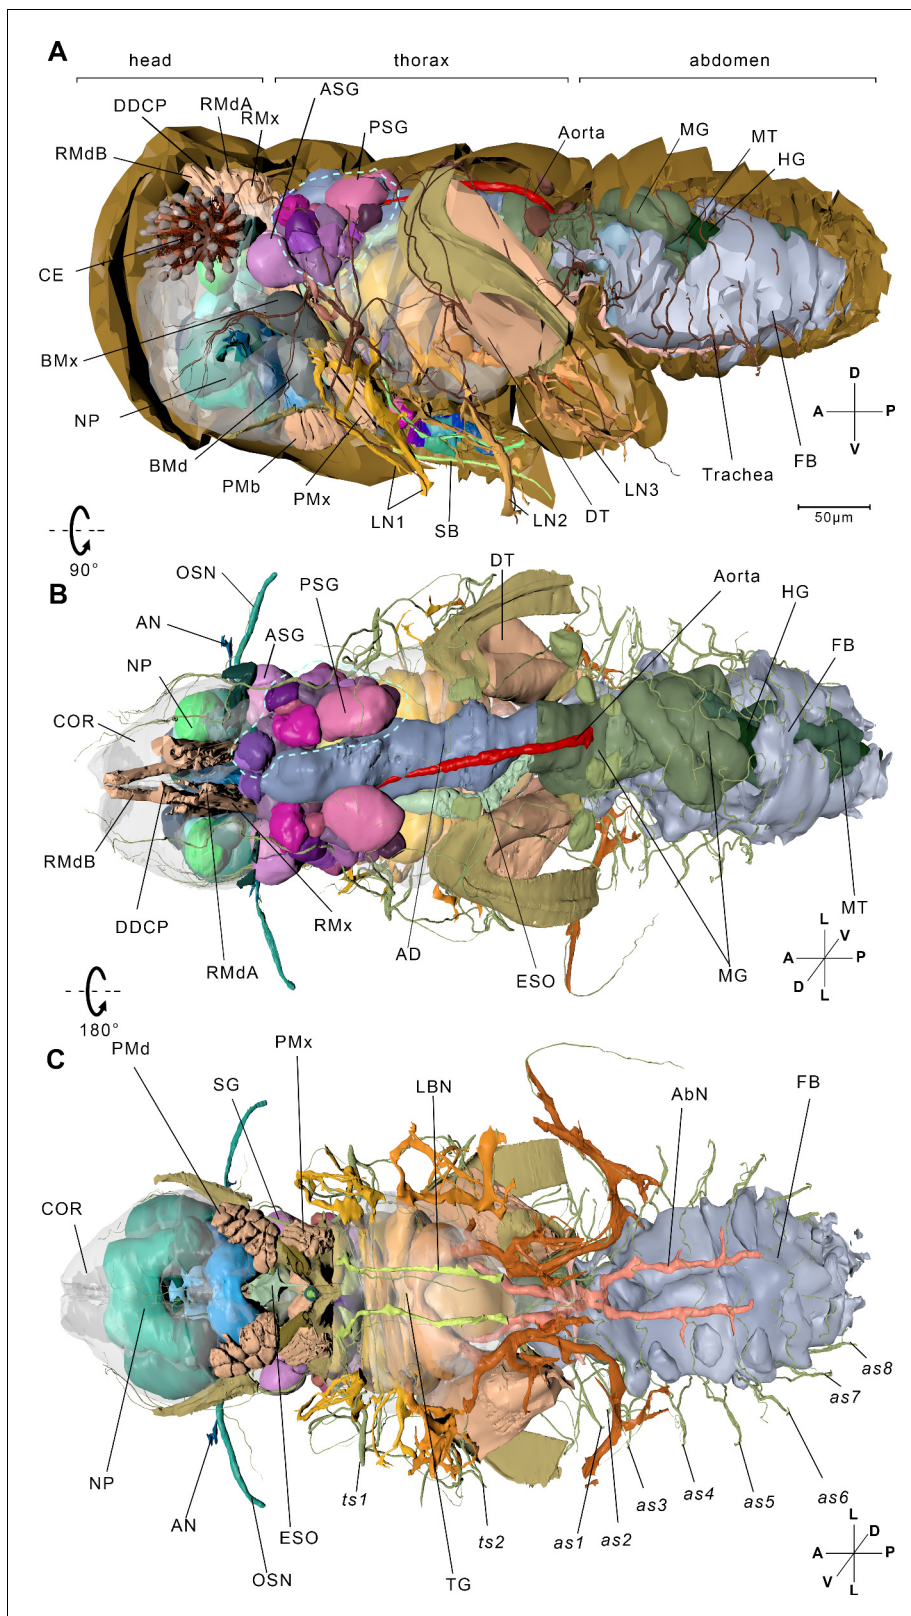 A
head thorax abdomen
ASG
RMdA
DDCP RMx
PSG
Aorta MG
MT
RMdB
HG
CE
BMx
NP
D
A P
V
BMd
FB
PMb
Trachea
PMx
LN3
LN1 LN2 DT
SB
50µm
90°
B
OSN
DT
PSG
Aorta
HG
AN
ASG
FB
NP
COR
RMdB
DDCP
RMx
MT
RMdA
AD
ESO
MG
L
V
A P
D
L
180°
C
PMd
PMx
SG
LBN
AbN
FB
COR
as8
as7
NP
as6
as5
as4
as3
as2
as1
ts1
ts2
AN
ESO
OSN
TG
L
D
A P
V
L